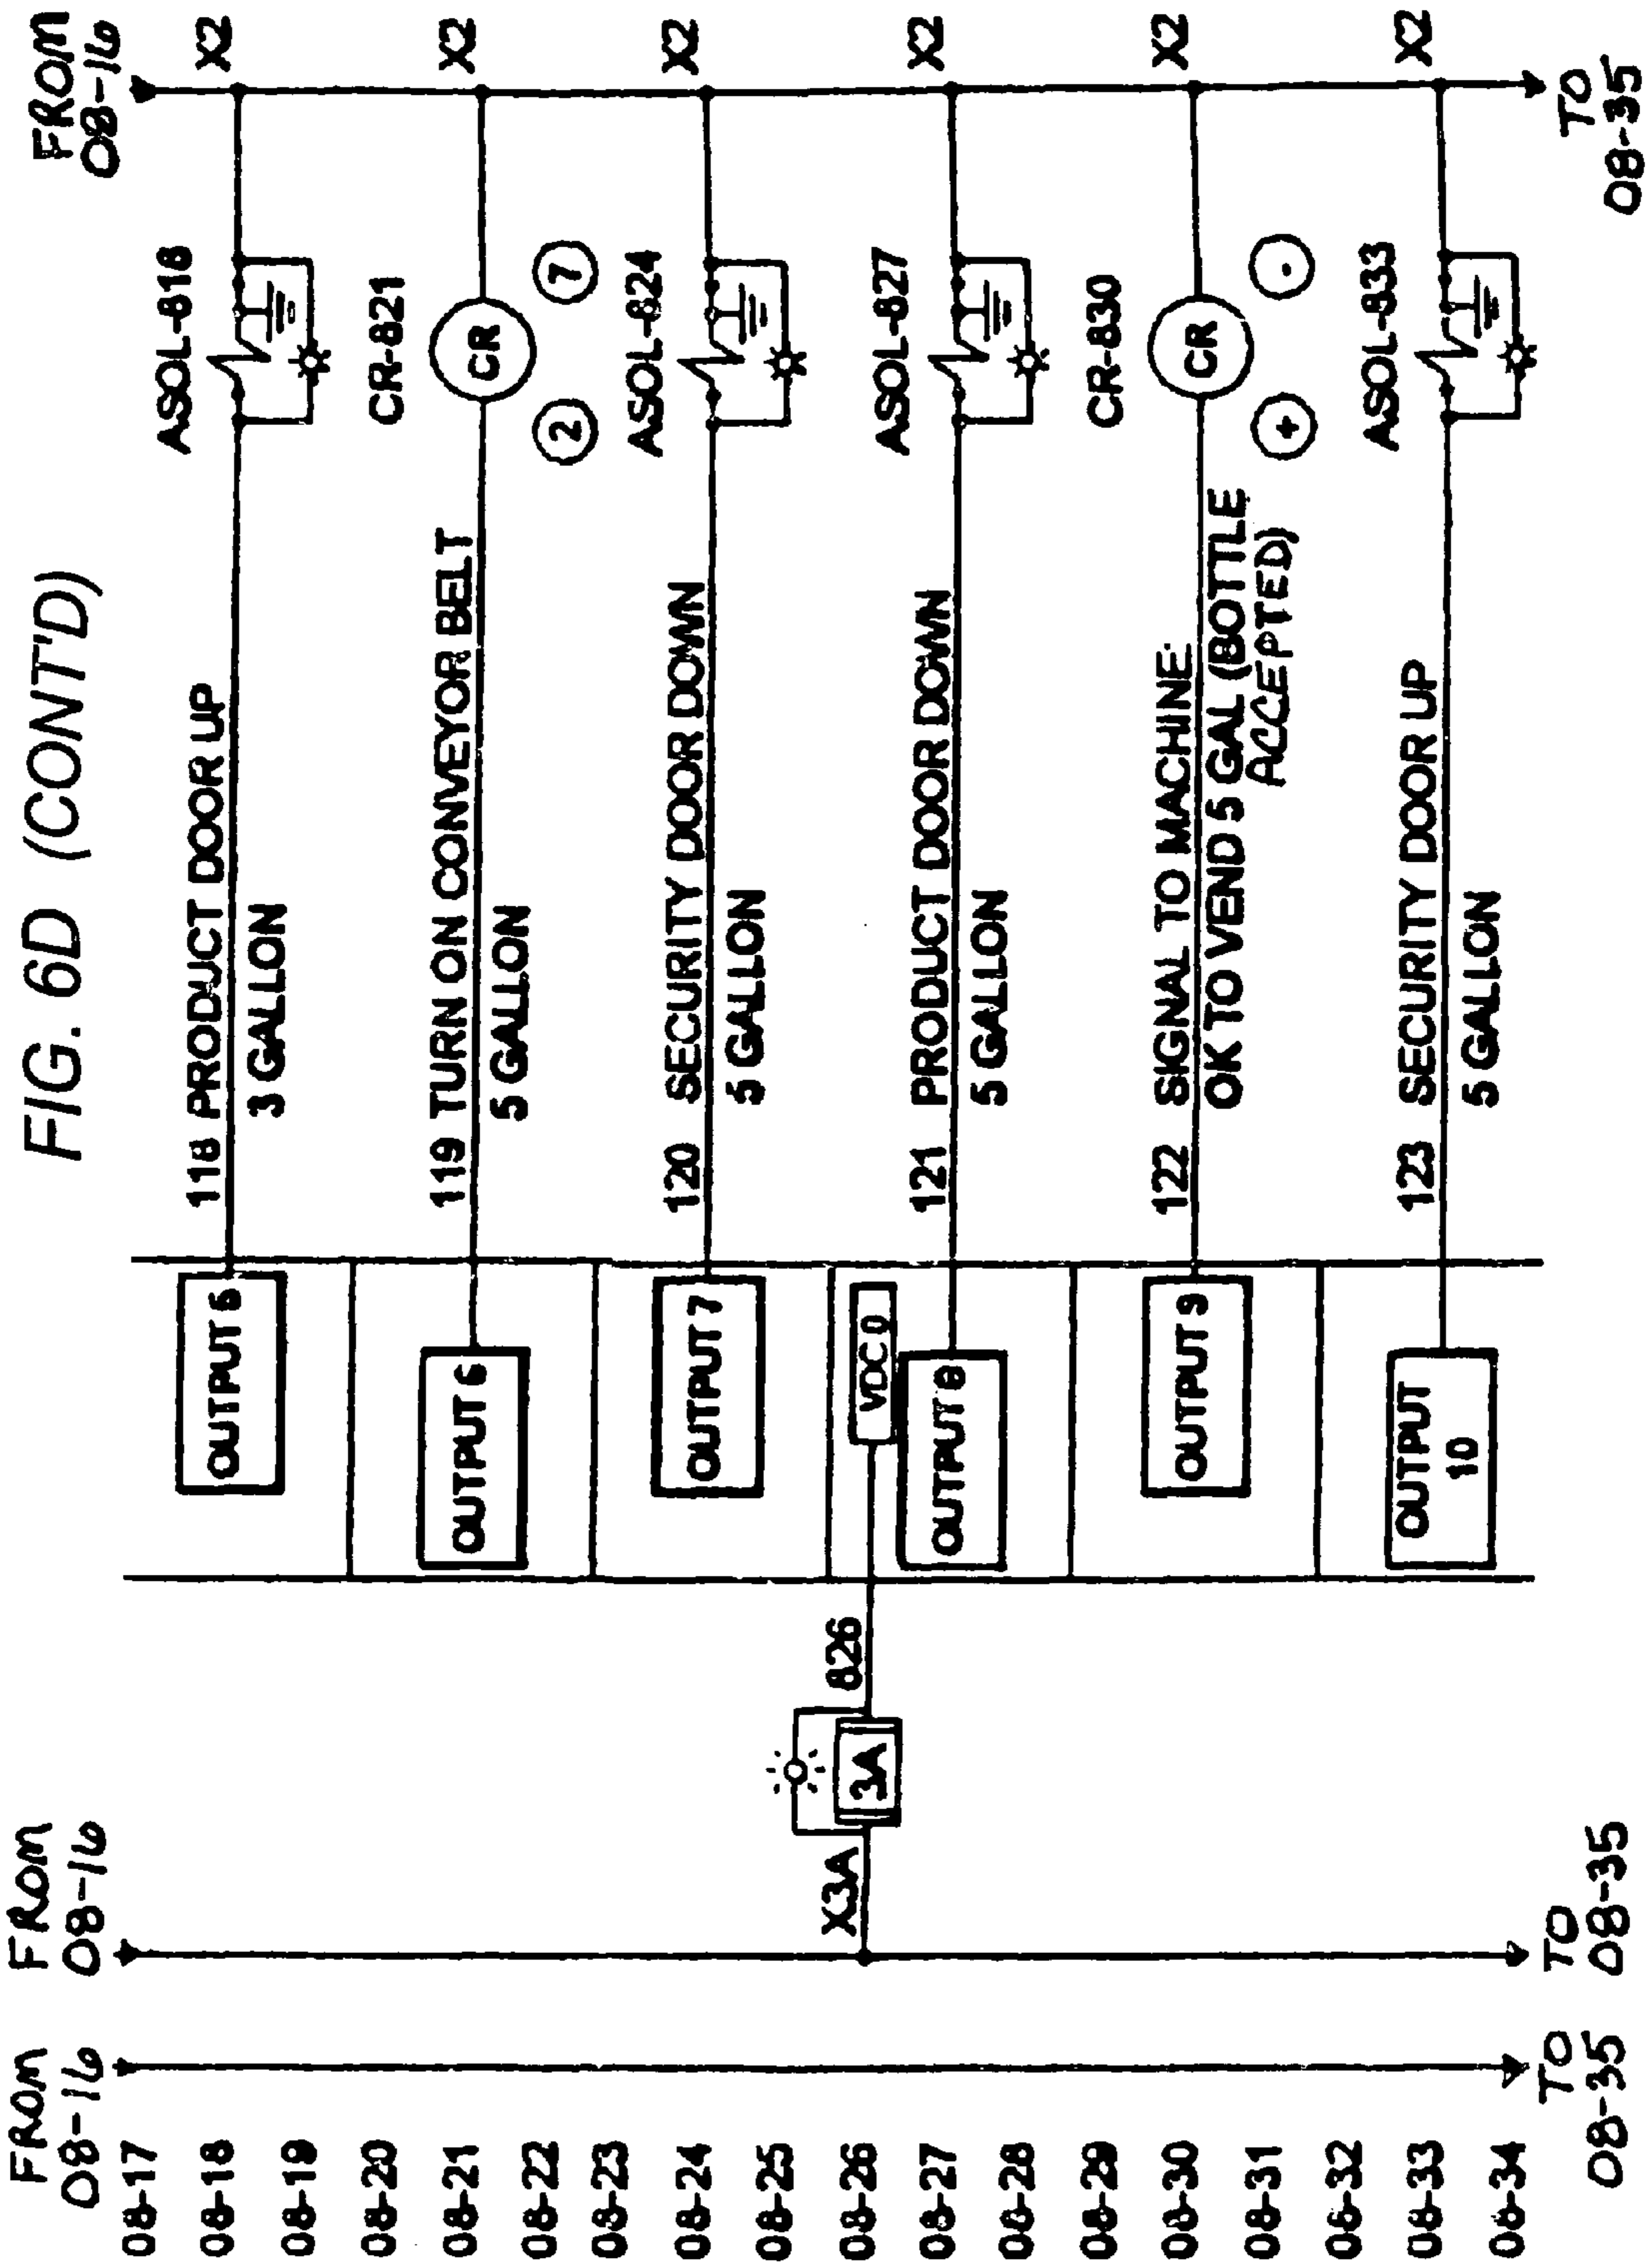 FIG. 6D (CONT'D)
FROM
08-16
FROM
08-16
FROM
08-16
08-17
08-18
08-19
08-20
08-21
08-22
08-23
08-24
08-25
08-26
08-27
08-28
08-29
08-30
08-31
08-32
08-33
08-34
OUTPUT 5
118 PRODUCT DOOR UP
3 GALLON
ASOL-818
X2
OUTPUT 6
119 TURN ON CONVEYOR BELT
5 GALLON
CR-821
CR
2
7
X2
OUTPUT 7
120 SECURITY DOOR DOWN
5 GALLON
ASOL-824
X2
X3A
3A
826
VDC 0
OUTPUT 8
121 PRODUCT DOOR DOWN
5 GALLON
ASOL-827
X2
OUTPUT 9
122 SIGNAL TO MACHINE
OK TO VEND 5 GAL (BOTTLE
ACCEPTED)
CR-830
CR
+
-
X2
OUTPUT
10
123 SECURITY DOOR UP
5 GALLON
ASOL-833
X2
TO
08-35
TO
08-35
TO
08-35